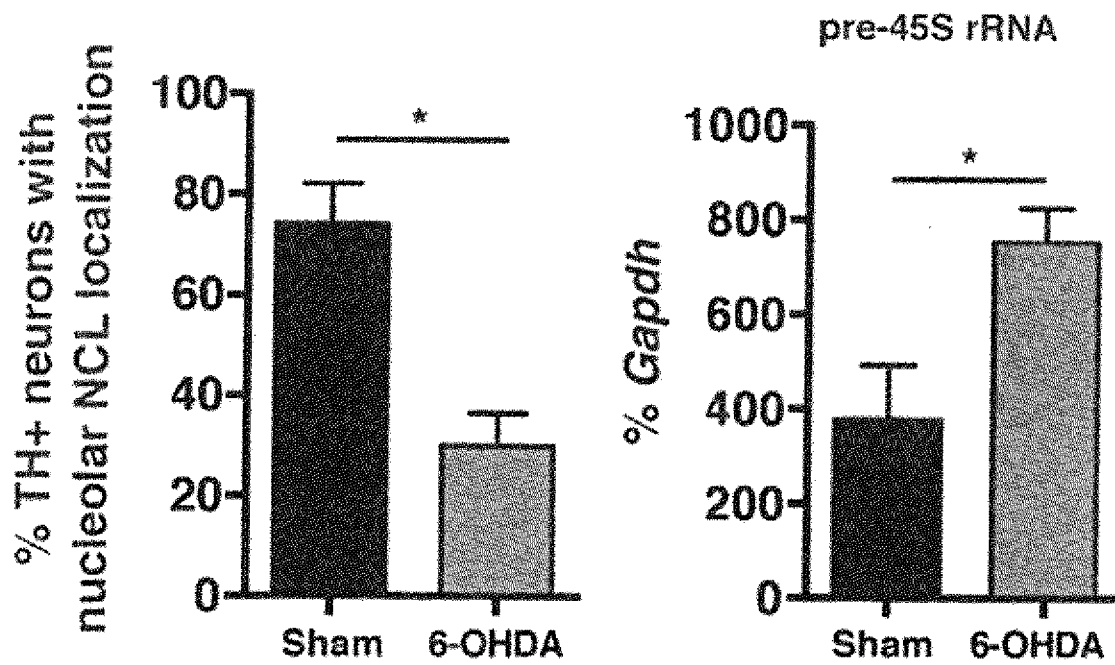 % TH+ neurons with
nucleolar NCL localization
100
80
60
40
20
0
*
Sham
6-OHDA
pre-45S rRNA
% Gapdh
1000
800
600
400
200
0
*
Sham
6-OHDA